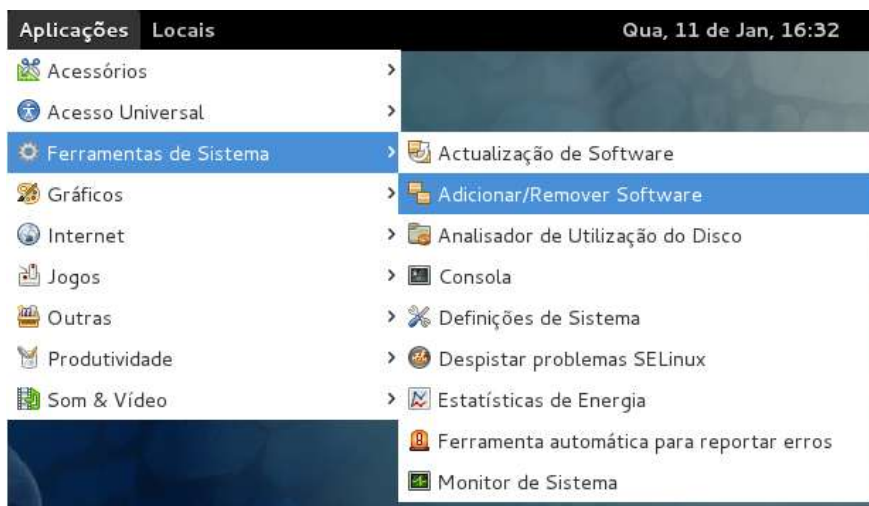 Aplicações Locais Qua, 11 de Jan, 16:32
Acessórios
Acesso Universal
Ferramentas de Sistema
Gráficos
Internet
Jogos
Outras
Produtividade
Som & Vídeo
Actualização de Software
Adicionar/Remover Software
Analisador de Utilização do Disco
Consola
Definições de Sistema
Despistar problemas SELinux
Estatísticas de Energia
Ferramenta automática para reportar erros
Monitor de Sistema